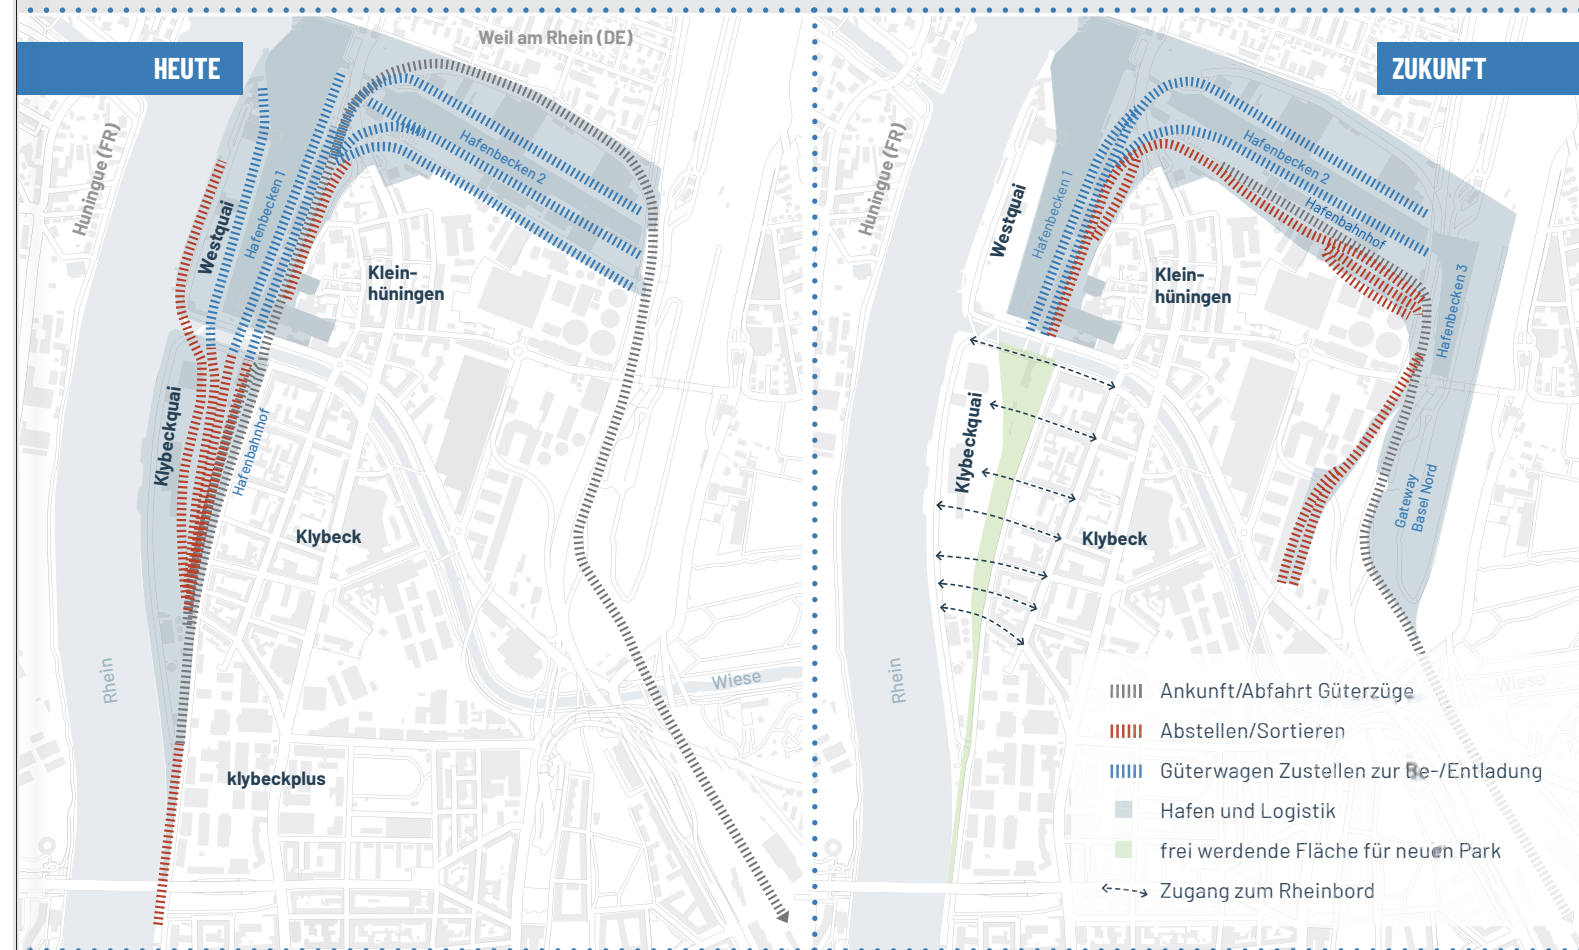 HEUTE
Weil am Rhein (DE)
Huningue (FR)
Westquai
Hafenbecken 1
Hafenbecken 2
Klein-
hüningen
Klybeckquai
Hafenbahnhof
Klybeck
Rhein
Wiese
klybeckplus
ZUKUNFT
Huningue (FR)
Westquai
Hafenbecken 1
Hafenbecken 2
Hafenbahnhof
Klein-
hüningen
Hafenbecken 3
Klybeckquai
Gateway
Basel Nord
Klybeck
Rhein
Wiese
Ankunft/Abfahrt Güterzüge
Abstellen/Sortieren
Güterwagen Zustellen zur Be-/Entladung
Hafen und Logistik
frei werdende Fläche für neuen Park
Zugang zum Rheinbord